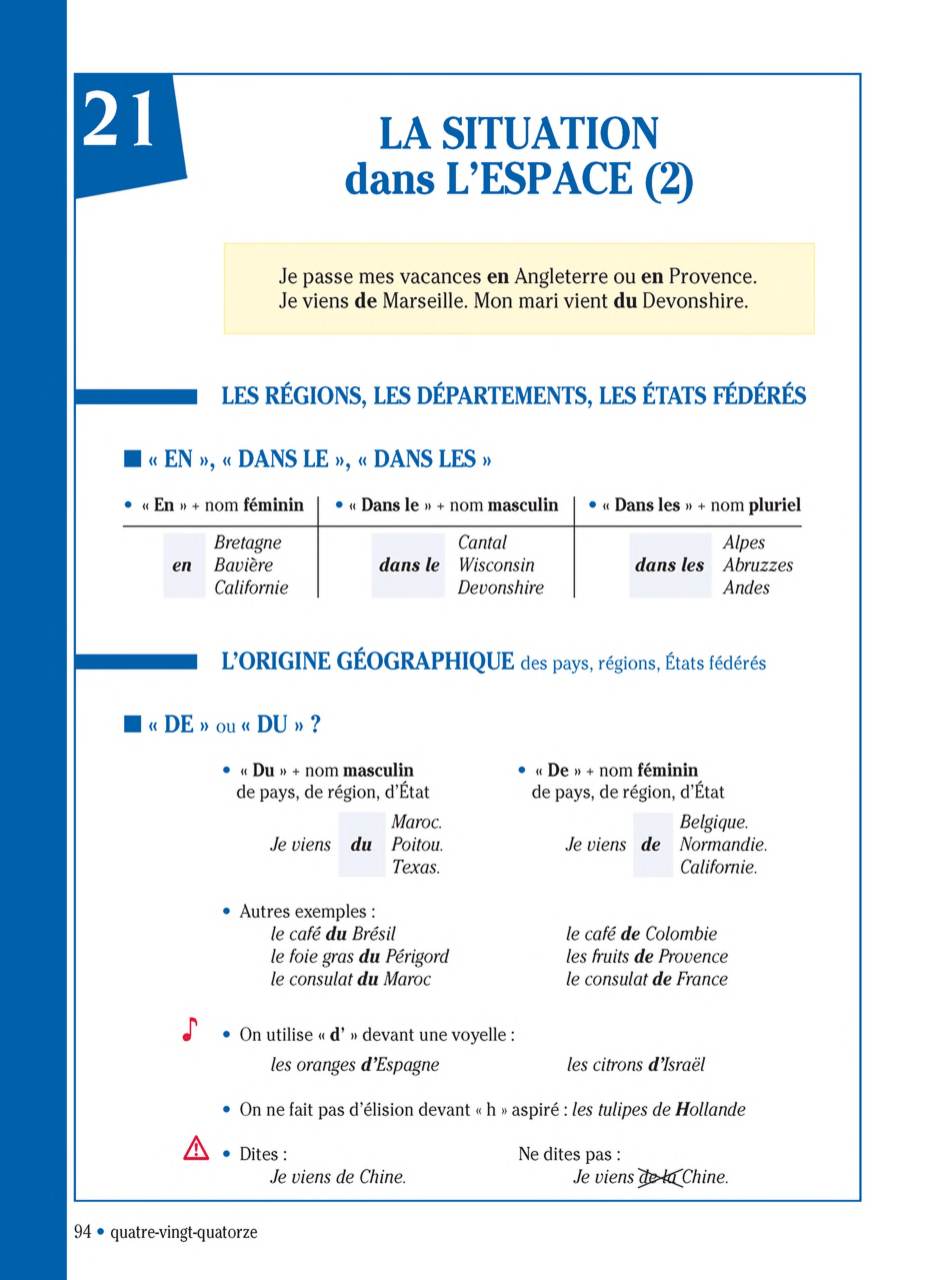 21
LA SITUATION
dans L'ESPACE (2)
Je passe mes vacances en Angleterre ou en Provence.
Je viens de Marseille. Mon mari vient du Devonshire.
LES RÉGIONS, LES DÉPARTEMENTS, LES ÉTATS FÉDÉRÉS
■ « EN », « DANS LE », « DANS LES »
• « En » + nom féminin • « Dans le » + nom masculin • « Dans les » + nom pluriel
Bretagne Cantal Alpes
en Bavière dans le Wisconsin dans les Abruzzes
Californie Devonshire Andes
L'ORIGINE GÉOGRAPHIQUE des pays, régions, États fédérés
■ « DE » ou « DU » ?
• « Du » + nom masculin • « De » + nom féminin
de pays, de région, d'État de pays, de région, d'État
Maroc. Belgique.
Je viens du Poitou. Je viens de Normandie.
Texas. Californie.
• Autres exemples :
le café du Brésil le café de Colombie
le foie gras du Périgord les fruits de Provence
le consulat du Maroc le consulat de France
• On utilise « d' » devant une voyelle :
les oranges d'Espagne les citrons d'Israël
• On ne fait pas d'élision devant « h » aspiré : les tulipes de Hollande
• Dites : Ne dites pas :
Je viens de Chine. Je viens de la Chine.
94 • quatre-vingt-quatorze